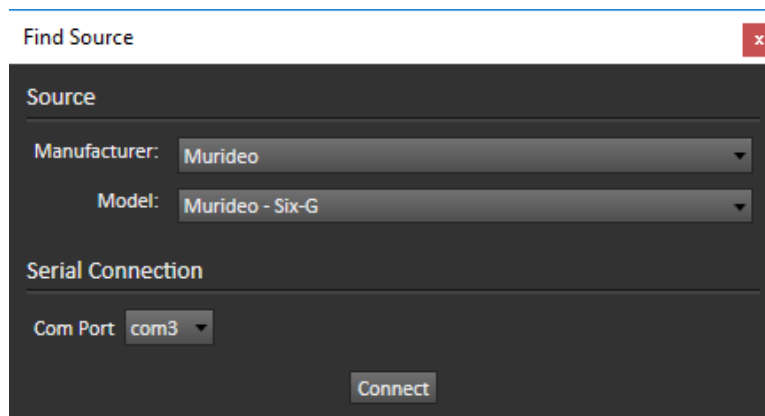 Find Source
x
Source
Manufacturer: Murideo
Model: Murideo - Six-G
Serial Connection
Com Port com3
Connect